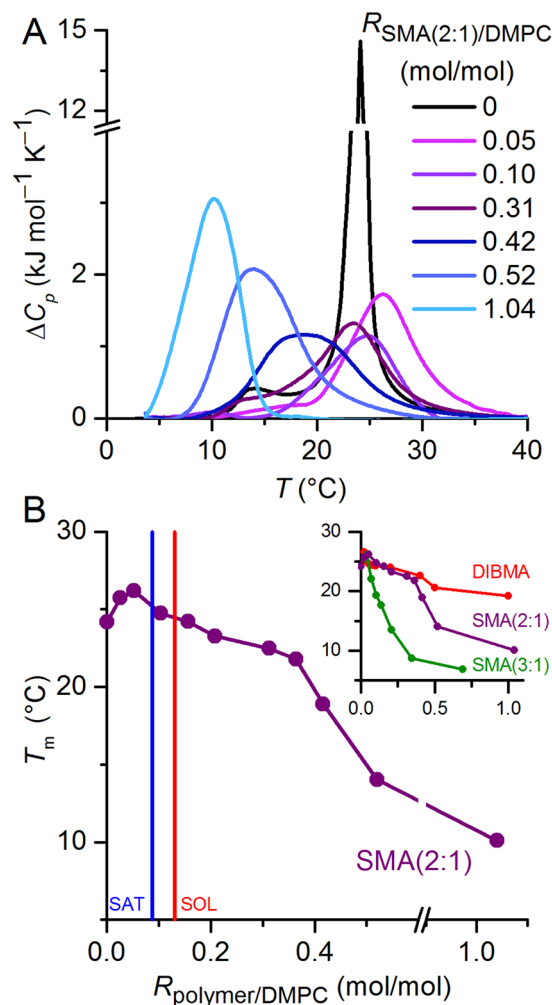 A
R_SMA(2:1)/DMPC
(mol/mol)
0
0.05
0.10
0.31
0.42
0.52
1.04
15
12
2
0
ΔC_p (kJ mol⁻¹ K⁻¹)
0 10 20 30 40
T (°C)
B
30
20
10
T_m (°C)
SAT
SOL
SMA(2:1)
30
25
20
15
10
DIBMA
SMA(2:1)
SMA(3:1)
0.0 0.5 1.0
0.0 0.2 0.4 1.0
R_polymer/DMPC (mol/mol)